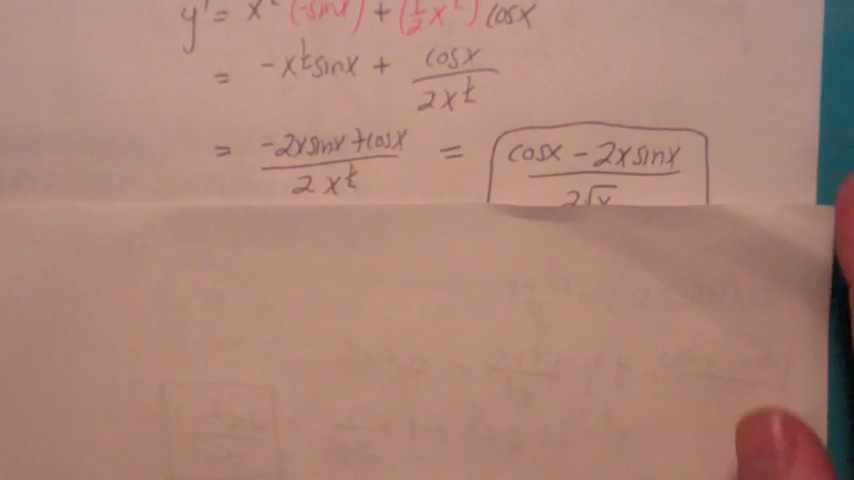 y' = x^½ (-sinx) + (½x^-½) cosx
= -x^½ sinx + cosx / 2x^½
= -2xsinx + cosx / 2x^½ = cosx - 2xsinx / 2√x